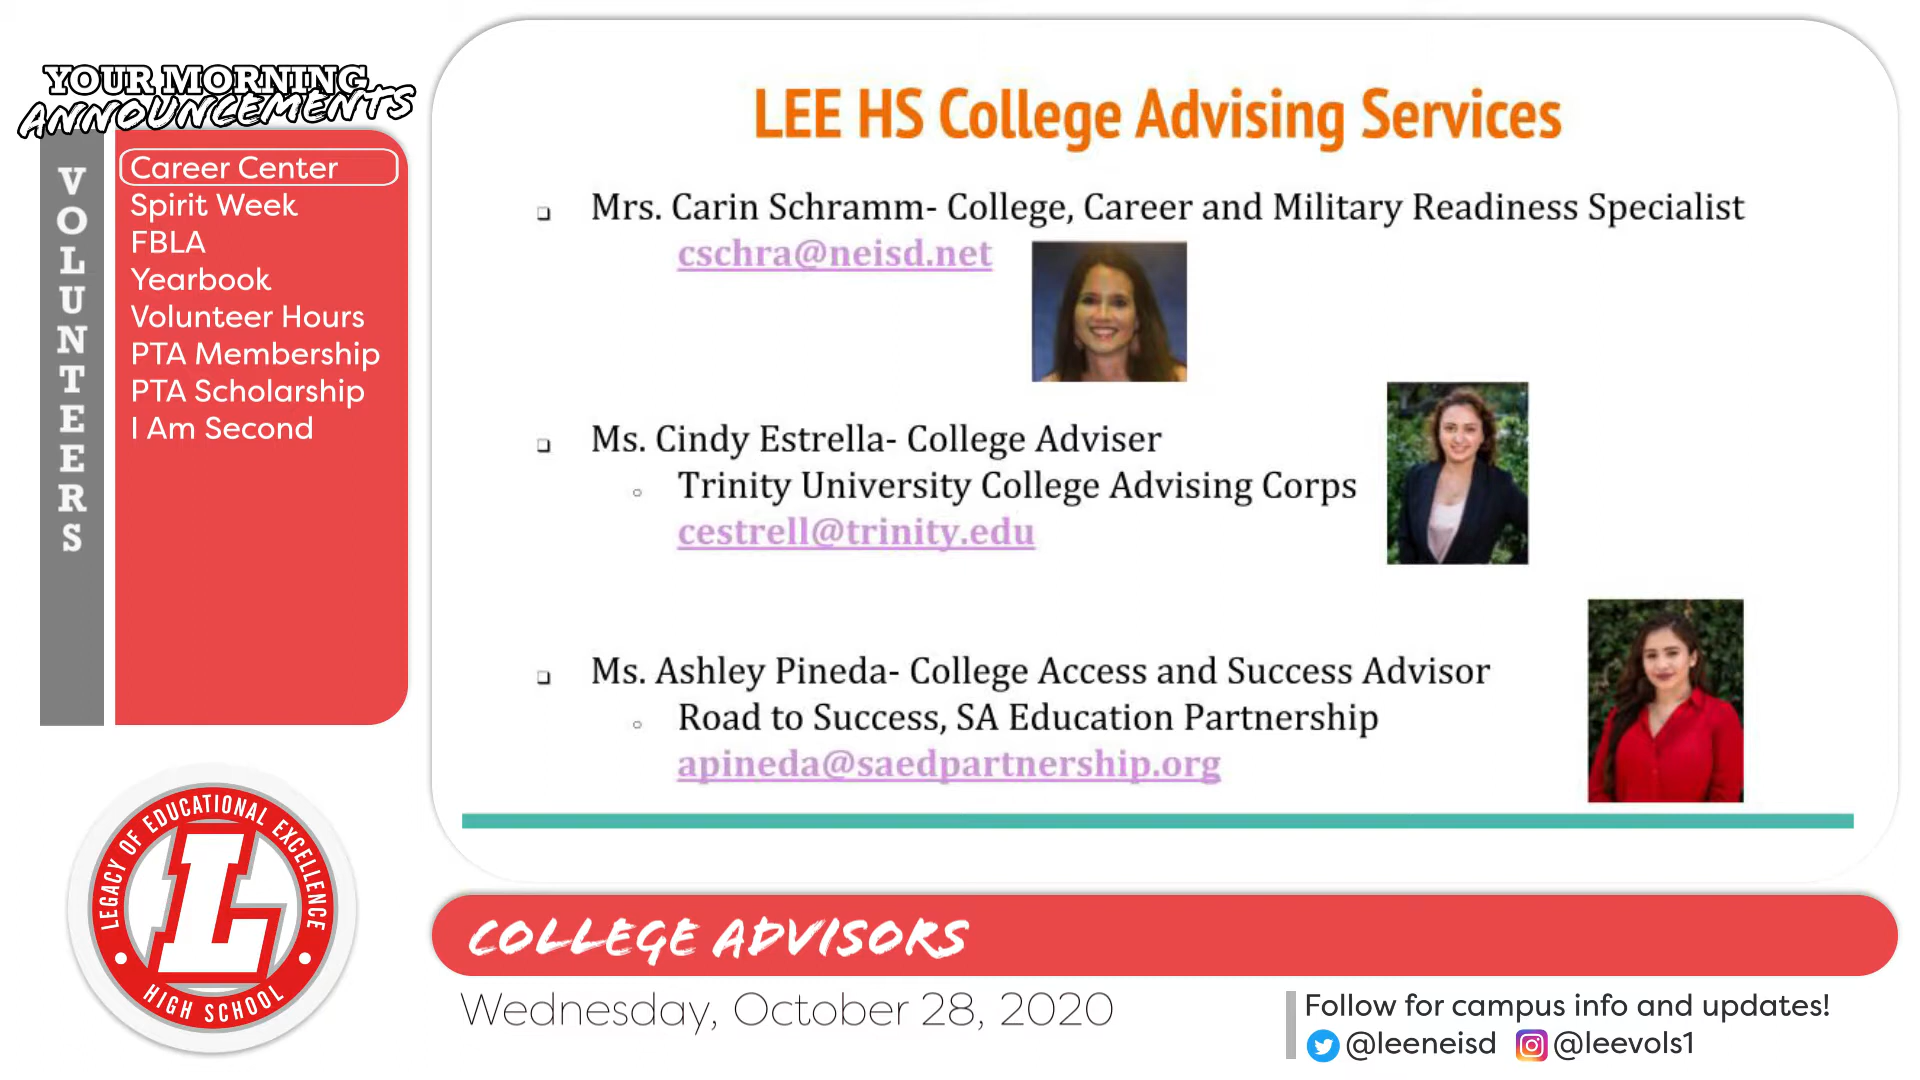 YOUR MORNING
ANNOUNCEMENTS
VOLUNTEERS
Career Center
Spirit Week
FBLA
Yearbook
Volunteer Hours
PTA Membership
PTA Scholarship
I Am Second
LEGACY OF EDUCATIONAL EXCELLENCE
L
HIGH SCHOOL
LEE HS College Advising Services
Mrs. Carin Schramm- College, Career and Military Readiness Specialist
cschra@neisd.net
Ms. Cindy Estrella- College Adviser
Trinity University College Advising Corps
cestrell@trinity.edu
Ms. Ashley Pineda- College Access and Success Advisor
Road to Success, SA Education Partnership
apineda@saedpartnership.org
COLLEGE ADVISORS
Wednesday, October 28, 2020
Follow for campus info and updates!
@leeneisd @leevols1